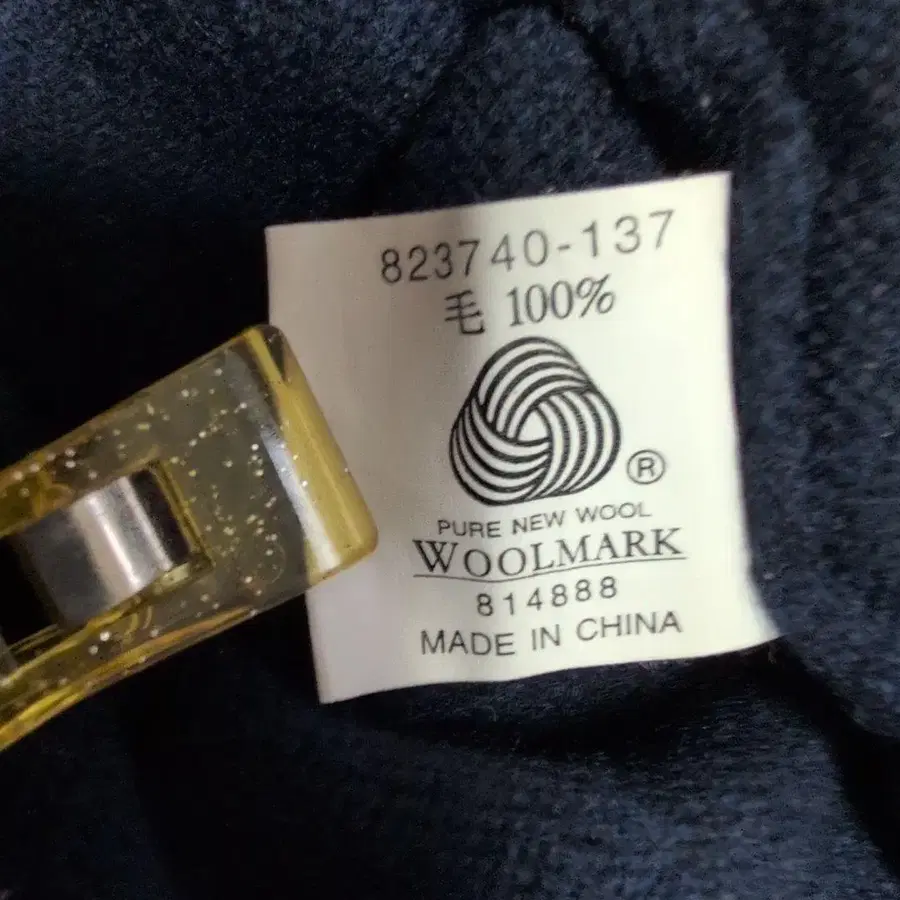 823740-137
毛 100%
®
PURE NEW WOOL
WOOLMARK
814888
MADE IN CHINA